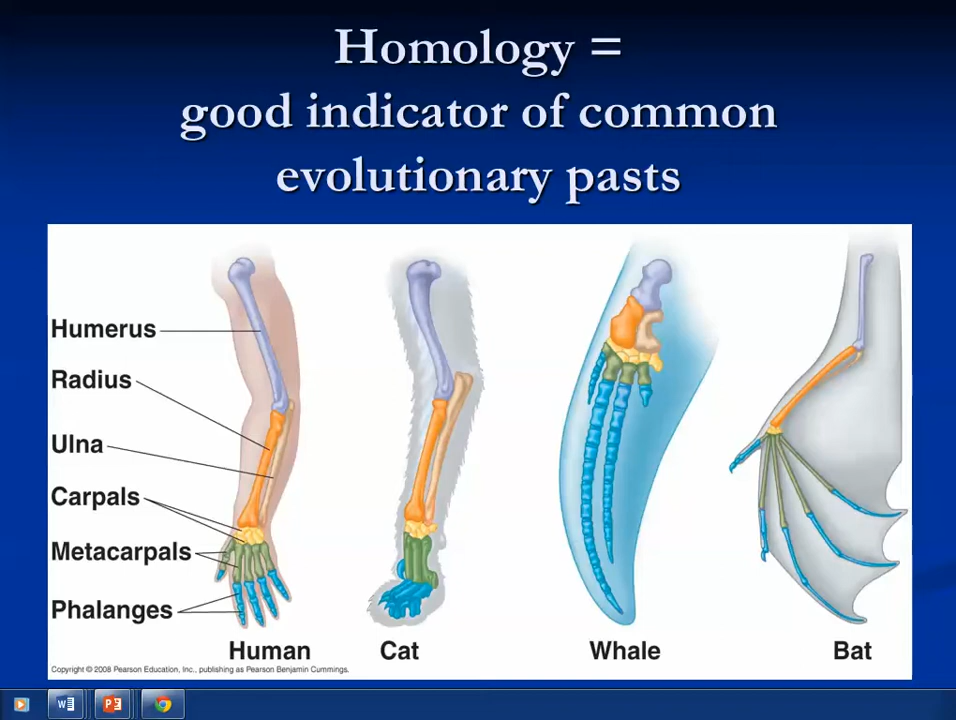 Homology =
good indicator of common
evolutionary pasts
Humerus
Radius
Ulna
Carpals
Metacarpals
Phalanges
Human Cat Whale Bat
Copyright © 2008 Pearson Education, Inc., publishing as Pearson Benjamin Cummings.